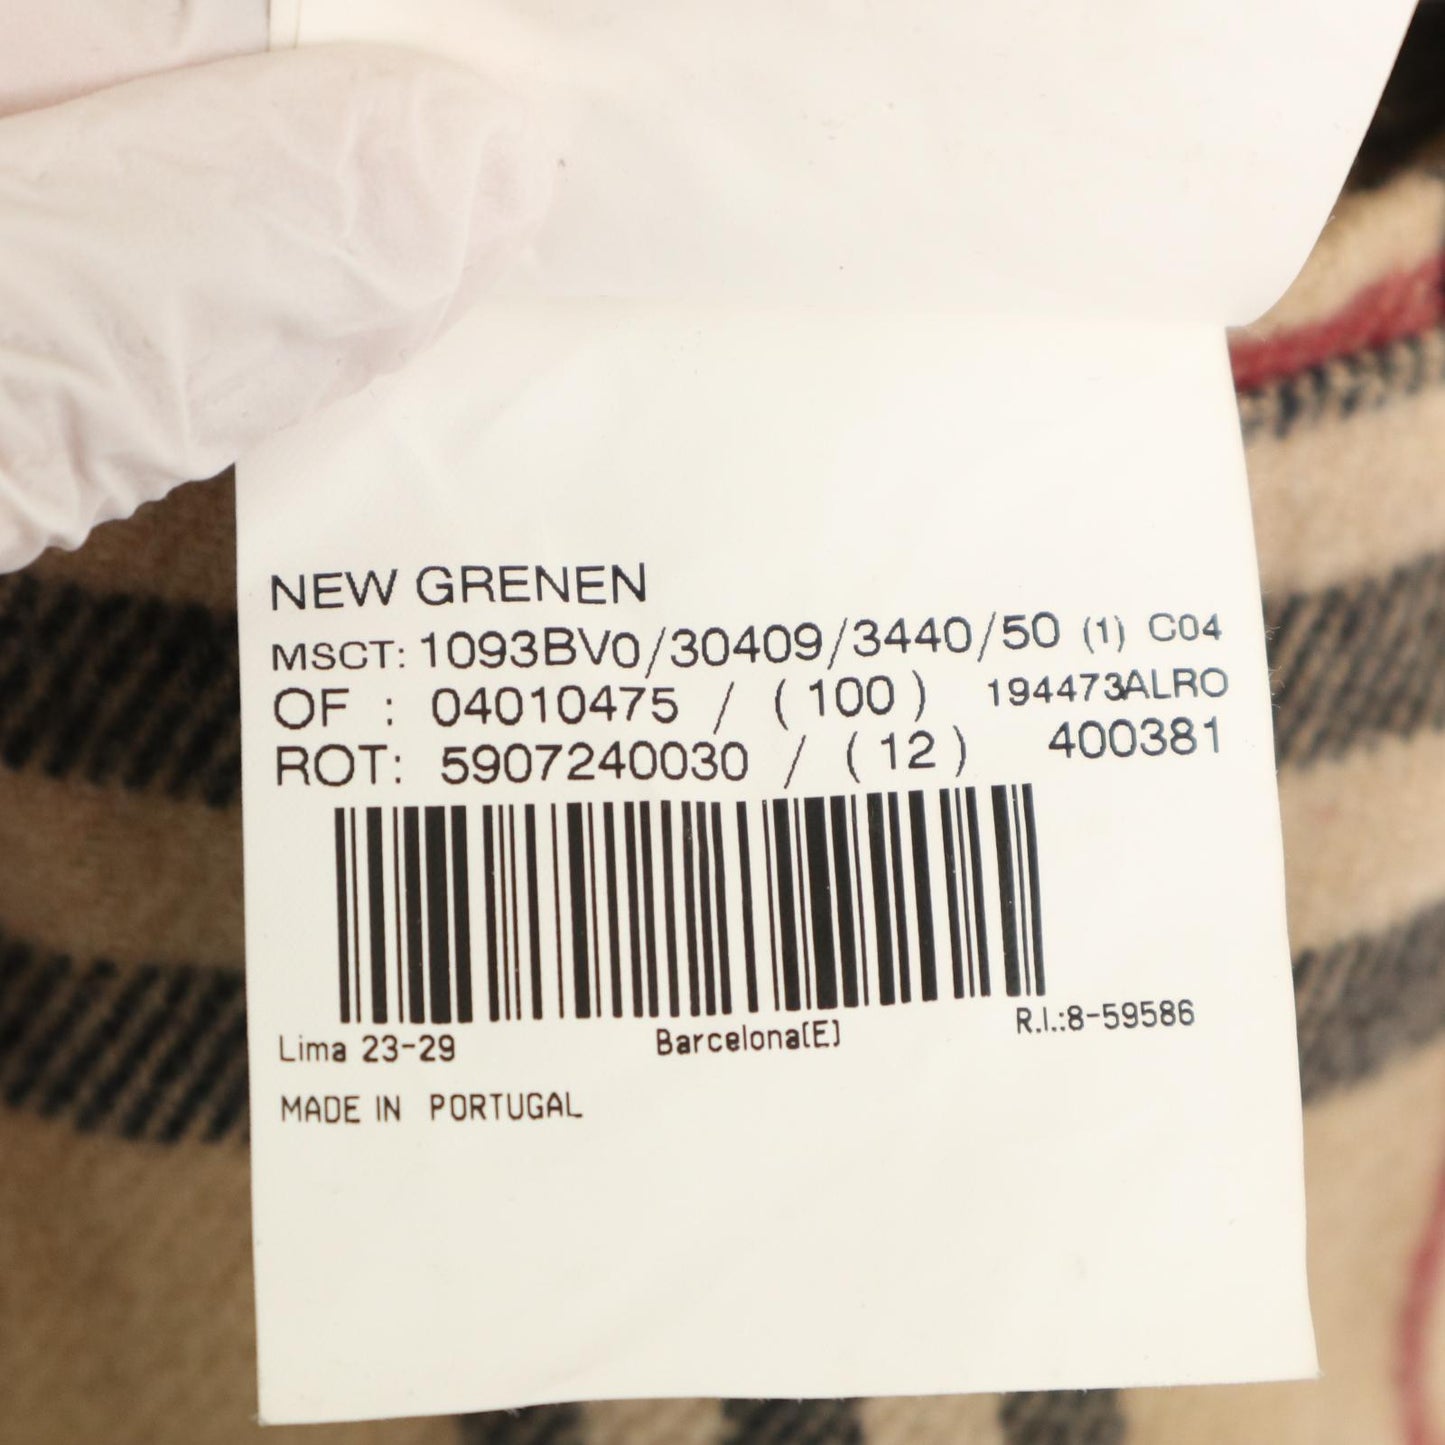 NEW GRENEN
MSCT: 1093BV0/30409/3440/50 (1) C04
OF : 04010475 / (100) 194473ALRO
ROT: 5907240030 / (12) 400381
Lima 23-29 Barcelona(E) R.I.:8-59586
MADE IN PORTUGAL